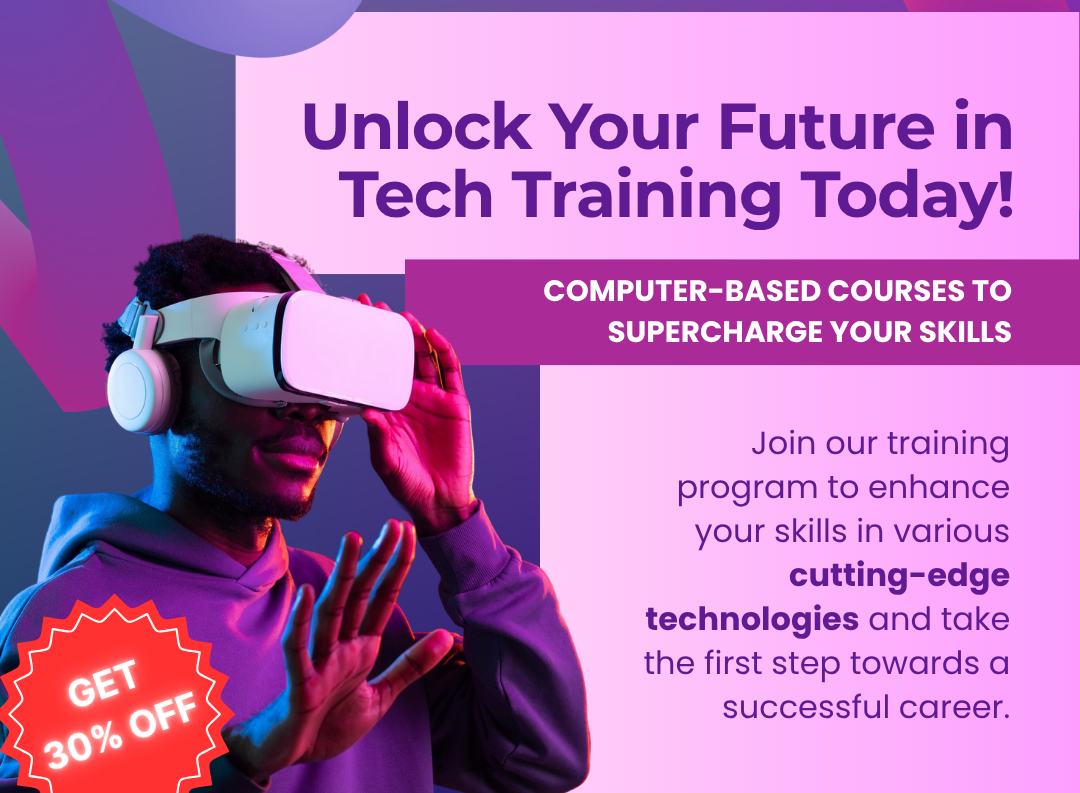 Unlock Your Future in
Tech Training Today!
COMPUTER-BASED COURSES TO
SUPERCHARGE YOUR SKILLS
Join our training
program to enhance
your skills in various
cutting-edge
technologies and take
the first step towards a
successful career.
GET
30% OFF